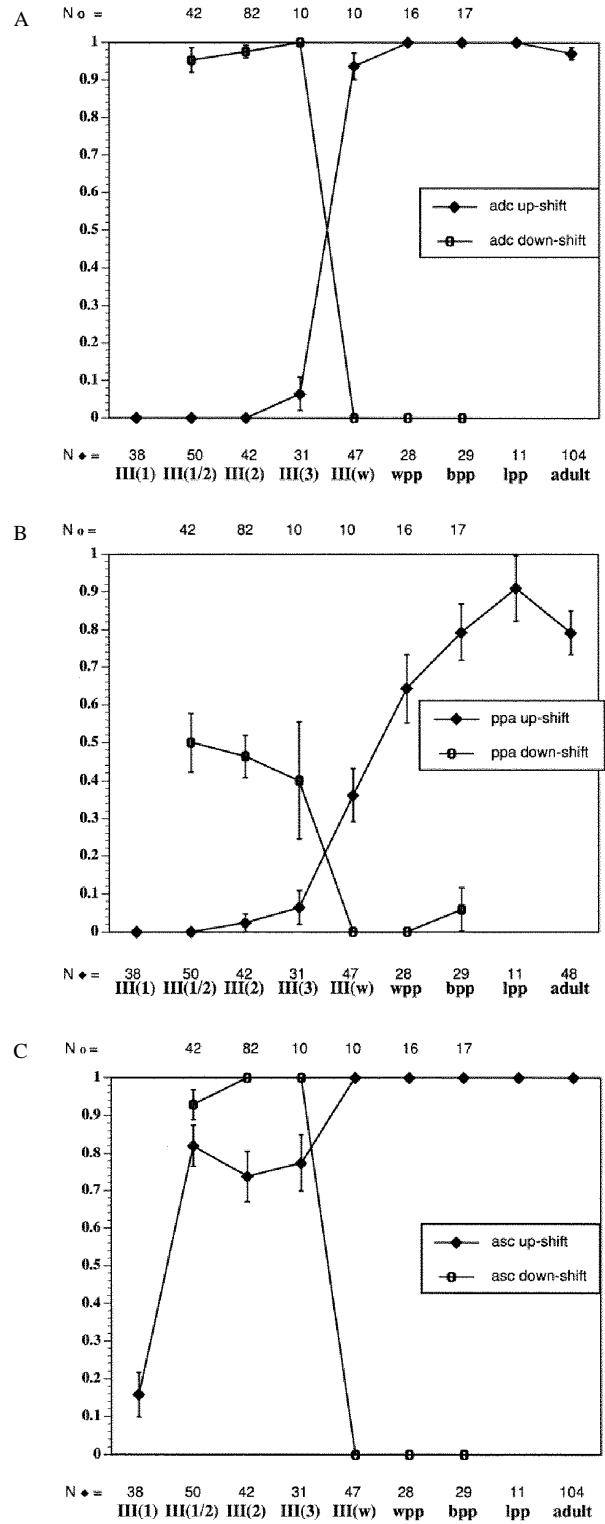 A
N o = 42 82 10 10 16 17
1
0.9
0.8
0.7
0.6
0.5
0.4
0.3
0.2
0.1
0
adc up-shift
adc down-shift
N ◆ = 38 50 42 31 47 28 29 11 104
III(1) III(1/2) III(2) III(3) III(w) wpp bpp lpp adult
B
N o = 42 82 10 10 16 17
1
0.9
0.8
0.7
0.6
0.5
0.4
0.3
0.2
0.1
0
ppa up-shift
ppa down-shift
N ◆ = 38 50 42 31 47 28 29 11 48
III(1) III(1/2) III(2) III(3) III(w) wpp bpp lpp adult
C
N o = 42 82 10 10 16 17
1
0.9
0.8
0.7
0.6
0.5
0.4
0.3
0.2
0.1
0
asc up-shift
asc down-shift
N ◆ = 38 50 42 31 47 28 29 11 104
III(1) III(1/2) III(2) III(3) III(w) wpp bpp lpp adult